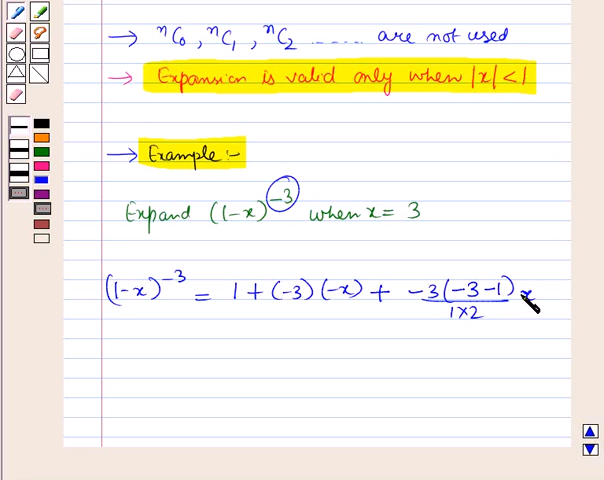 → ⁿC₀, ⁿC₁, ⁿC₂ ........ are not used
→ Expansion is valid only when |x| < 1
→ Example :-
Expand (1-x)⁻³ when x = 3
(1-x)⁻³ = 1 + (-3)(-x) + -3(-3-1)/1×2 x